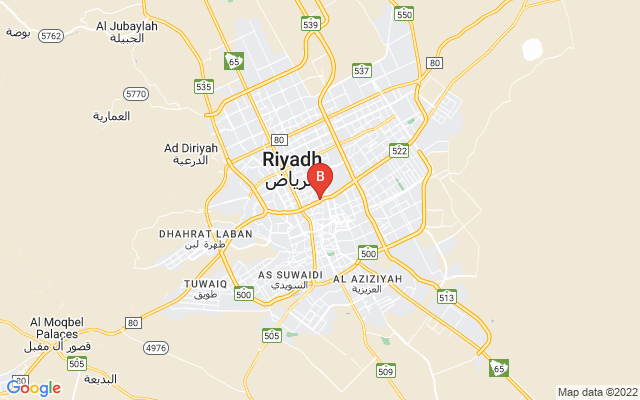 550
Al Jubaylah
الجبيلة
بوضة
5762
539
65
80
537
535
5770
العمارية
80
522
Ad Diriyah
الدرعية
Riyadh
الرياض
B
DHAHRAT LABAN
ظهرة لبن
500
AS SUWAIDI
السويدي
AL AZIZIYAH
العزيزية
TUWAIQ
طويق
500
513
Al Moqbel
Palaces
قصور آل مقبل
80
4976
505
505
65
509
80
البديعة
Google
Map data ©2022